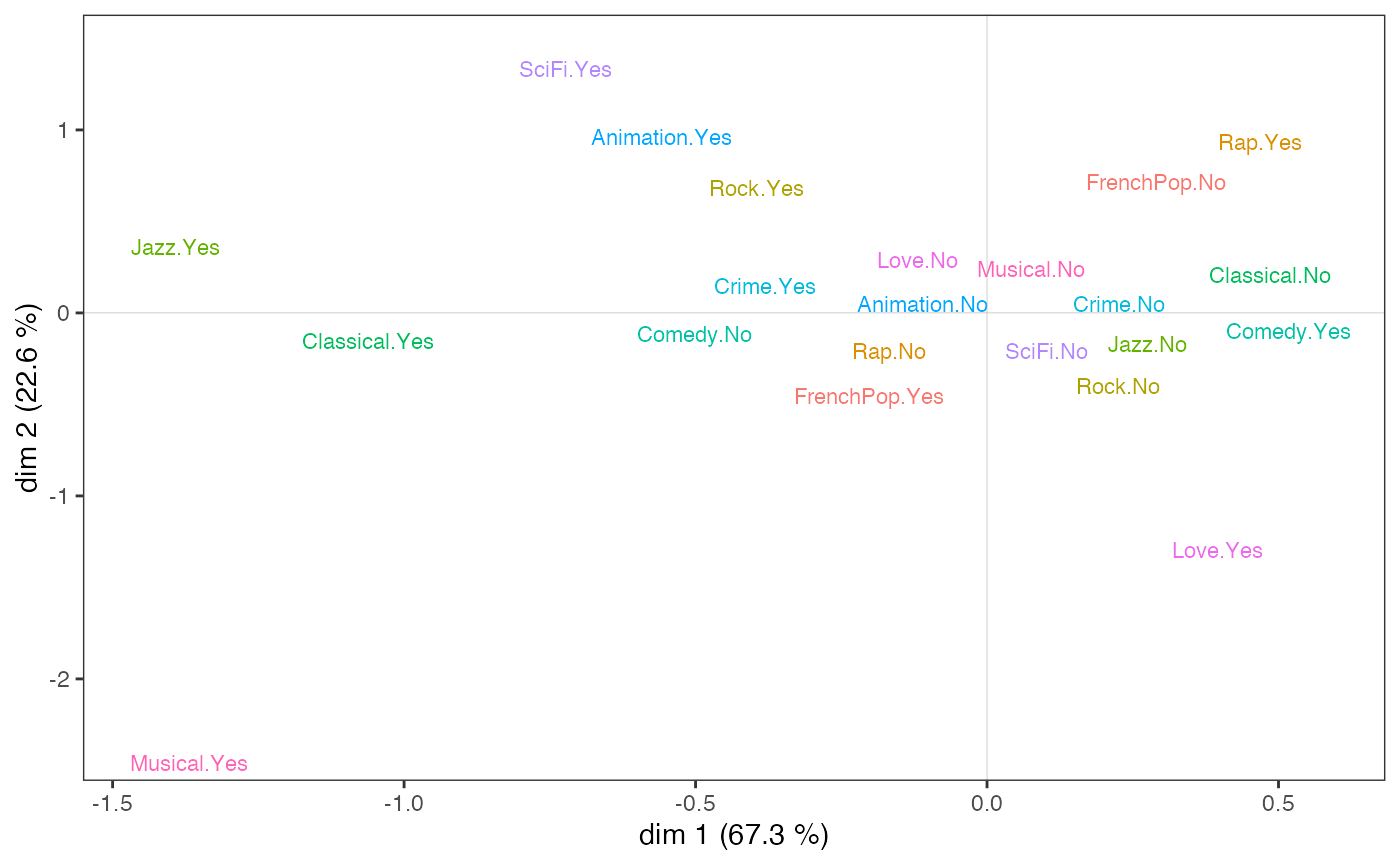 SciFi.Yes
1
Animation.Yes
Rap.Yes
FrenchPop.No
Rock.Yes
Jazz.Yes
Love.No
Musical.No
Classical.No
Crime.Yes
Animation.No
Crime.No
0
Classical.Yes
Comedy.No
Comedy.Yes
Rap.No
SciFi.No
Jazz.No
Rock.No
FrenchPop.Yes
dim 2 (22.6 %)
-1
Love.Yes
-2
Musical.Yes
-1.5 -1.0 -0.5 0.0 0.5
dim 1 (67.3 %)